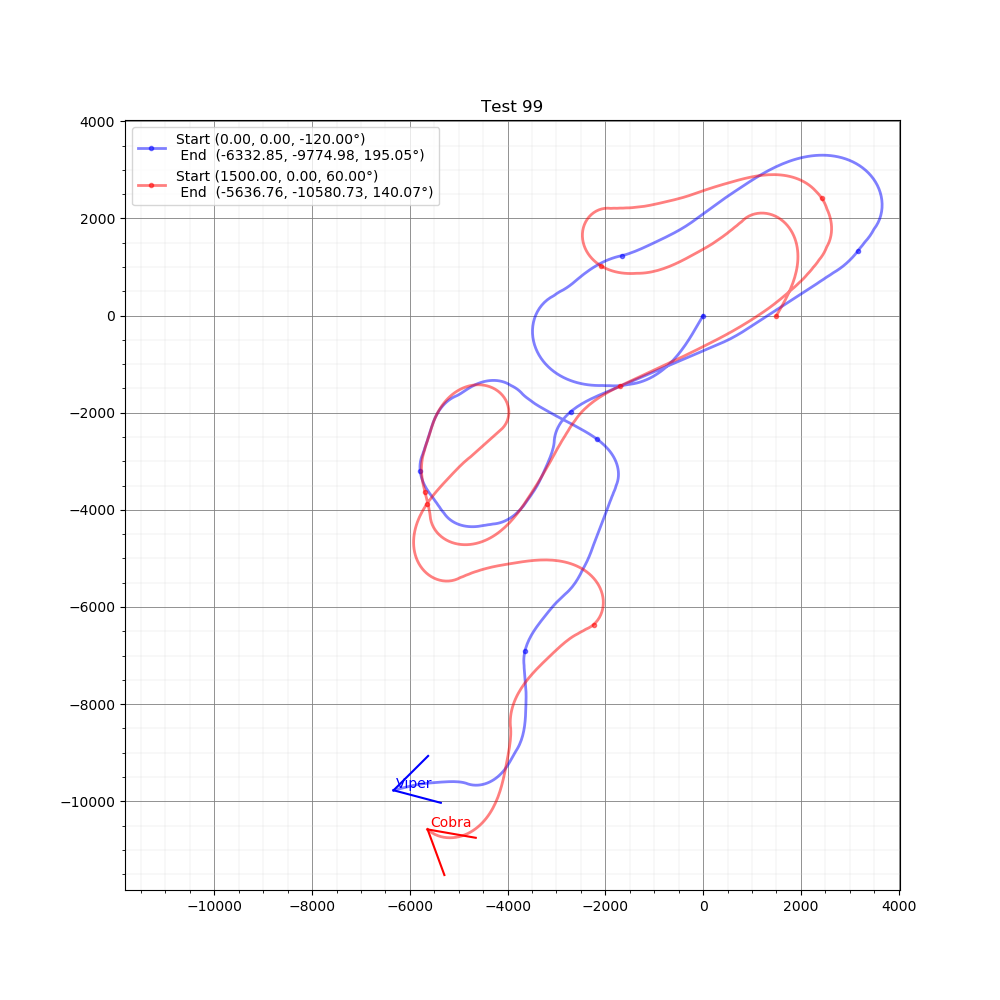 Test 99
Start (0.00, 0.00, -120.00°)
End (-6332.85, -9774.98, 195.05°)
Start (1500.00, 0.00, 60.00°)
End (-5636.76, -10580.73, 140.07°)
4000
2000
0
−2000
−4000
−6000
−8000
−10000
Viper
Cobra
−10000 −8000 −6000 −4000 −2000 0 2000 4000